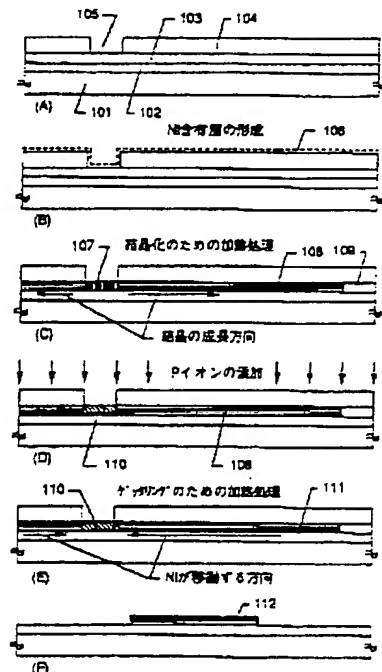 105 103 104
(A) 101 102
Ni含有層の形成 106
(B)
107 結晶化のための加熱処理 108 109
(C) 結晶の成長方向
Pイオンの注入
(D) 110 108
110 ゲッタリングのための加熱処理 111
(E) Niが移動する方向
112
(F)